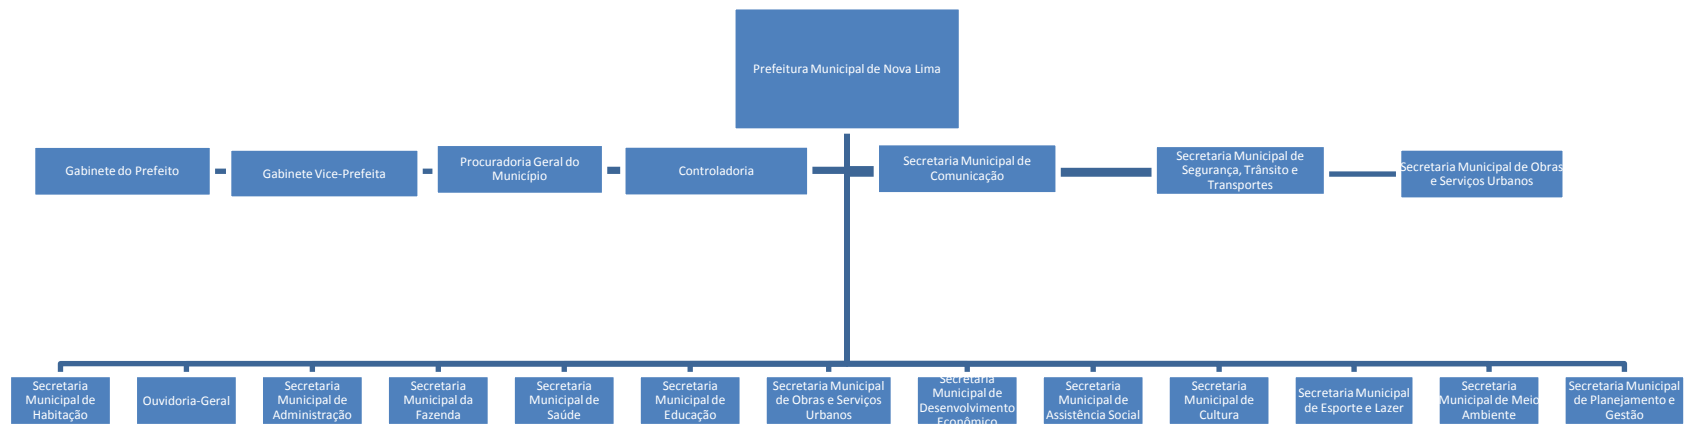 Prefeitura Municipal de Nova Lima
Gabinete do Prefeito
Gabinete Vice-Prefeita
Procuradoria Geral do
Município
Controladoria
Secretaria Municipal de
Comunicação
Secretaria Municipal de
Segurança, Trânsito e
Transportes
Secretaria Municipal de Obras
e Serviços Urbanos
Secretaria
Municipal de
Habitação
Ouvidoria-Geral
Secretaria
Municipal de
Administração
Secretaria
Municipal da
Fazenda
Secretaria
Municipal de
Saúde
Secretaria
Municipal de
Educação
Secretaria Municipal
de Obras e Serviços
Urbanos
Secretaria
Municipal de
Desenvolvimento
Econômico
Secretaria
Municipal de
Assistência Social
Secretaria
Municipal de
Cultura
Secretaria Municipal
de Esporte e Lazer
Secretaria
Municipal de Meio
Ambiente
Secretaria Municipal
de Planejamento e
Gestão